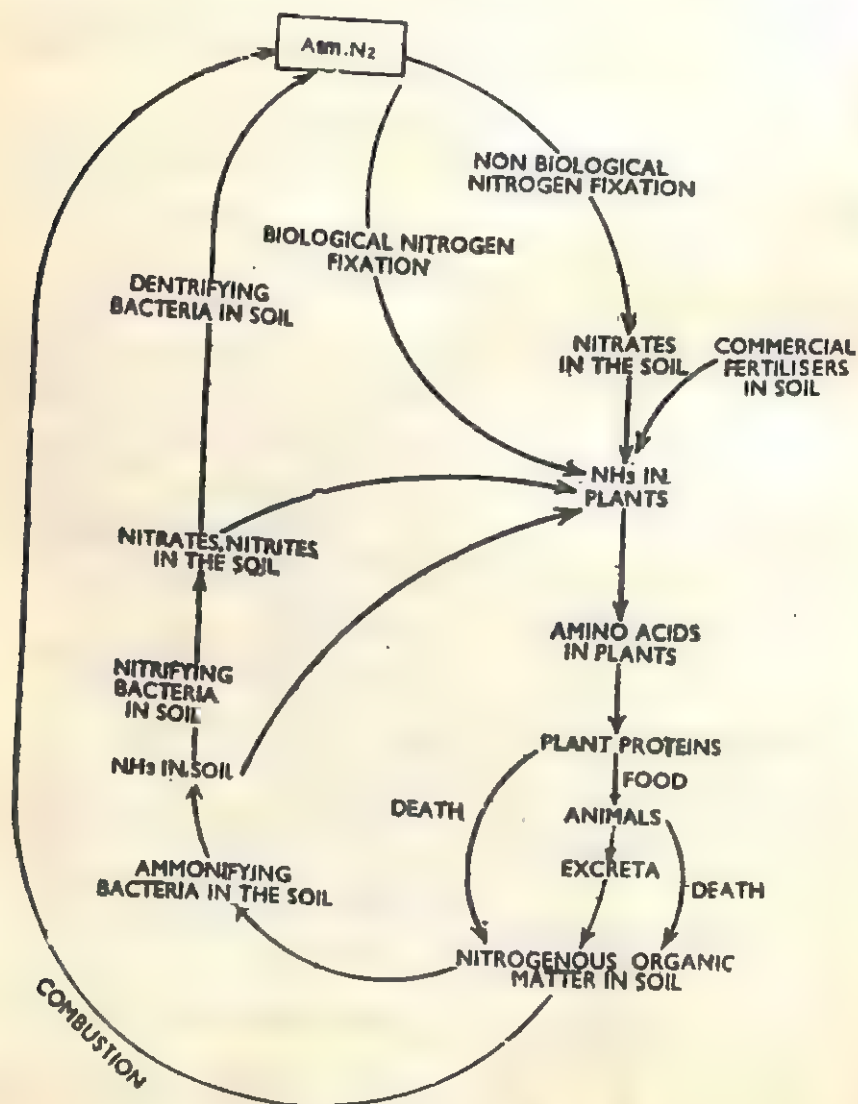 Atm.N₂
NON BIOLOGICAL
NITROGEN FIXATION
BIOLOGICAL NITROGEN
FIXATION
DENTRIFYING
BACTERIA IN SOIL
NITRATES
IN THE SOIL
COMMERCIAL
FERTILISERS
IN SOIL
NH₃ IN
PLANTS
NITRATES, NITRITES
IN THE SOIL
AMINO ACIDS
IN PLANTS
NITRIFYING
BACTERIA
IN SOIL
PLANT PROTEINS
NH₃ IN SOIL
FOOD
DEATH
ANIMALS
AMMONIFYING
BACTERIA IN THE SOIL
EXCRETA
DEATH
NITROGENOUS ORGANIC
MATTER IN SOIL
COMBUSTION